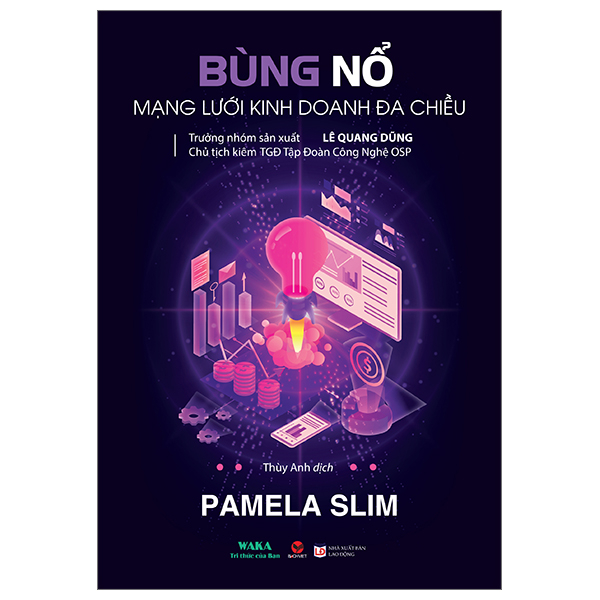 BÙNG NỔ
MẠNG LƯỚI KINH DOANH ĐA CHIỀU
Trưởng nhóm sản xuất LÊ QUANG DŨNG
Chủ tịch kiêm TGĐ Tập Đoàn Công Nghệ OSP
$
Thùy Anh dịch
PAMELA SLIM
WAKA
Tri thức của Bạn
NHÀ XUẤT BẢN
LAO ĐỘNG